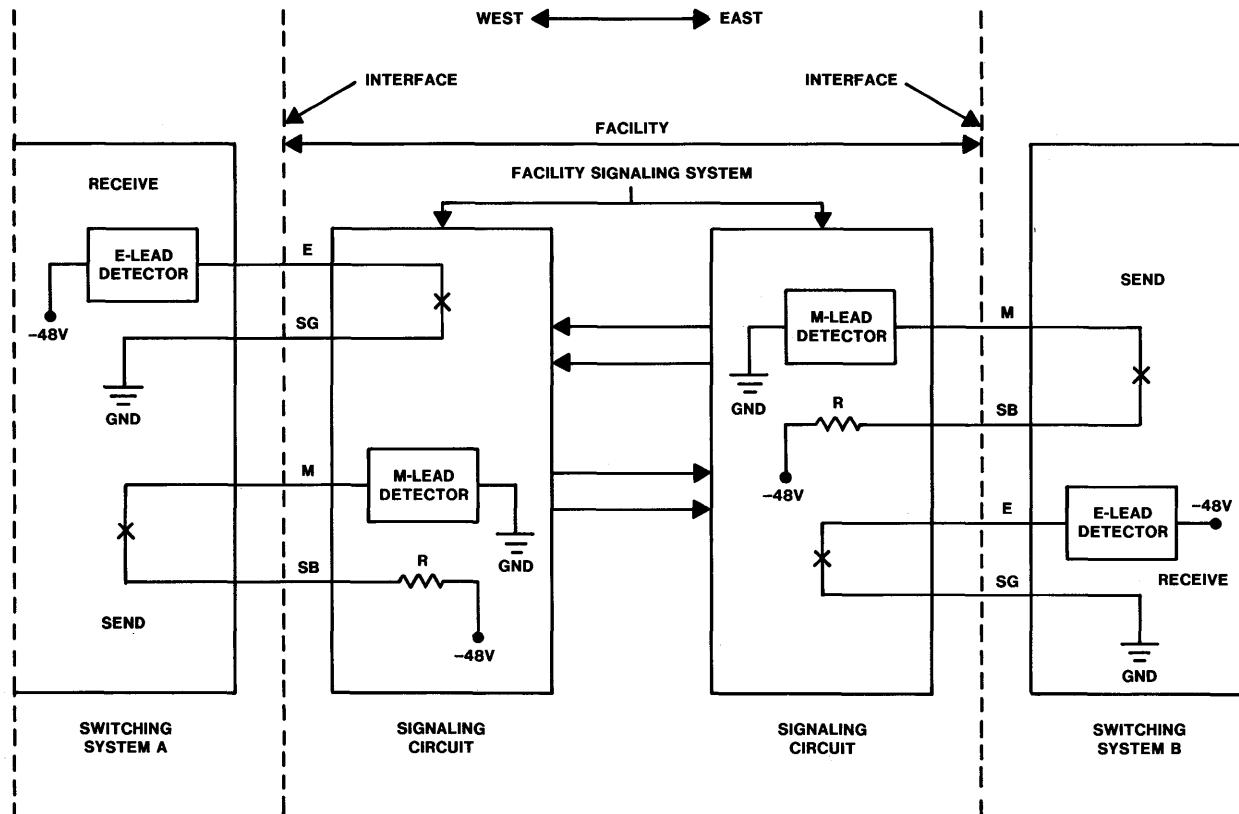 WEST EAST
INTERFACE INTERFACE
FACILITY
FACILITY SIGNALING SYSTEM
RECEIVE
E-LEAD
DETECTOR
E
-48V
SG
GND
M
M-LEAD
DETECTOR
GND
SB
R
-48V
SEND
SEND
M-LEAD
DETECTOR
M
GND
R
SB
-48V
E
E-LEAD
DETECTOR
-48V
SG
RECEIVE
GND
SWITCHING
SYSTEM A
SIGNALING
CIRCUIT
SIGNALING
CIRCUIT
SWITCHING
SYSTEM B